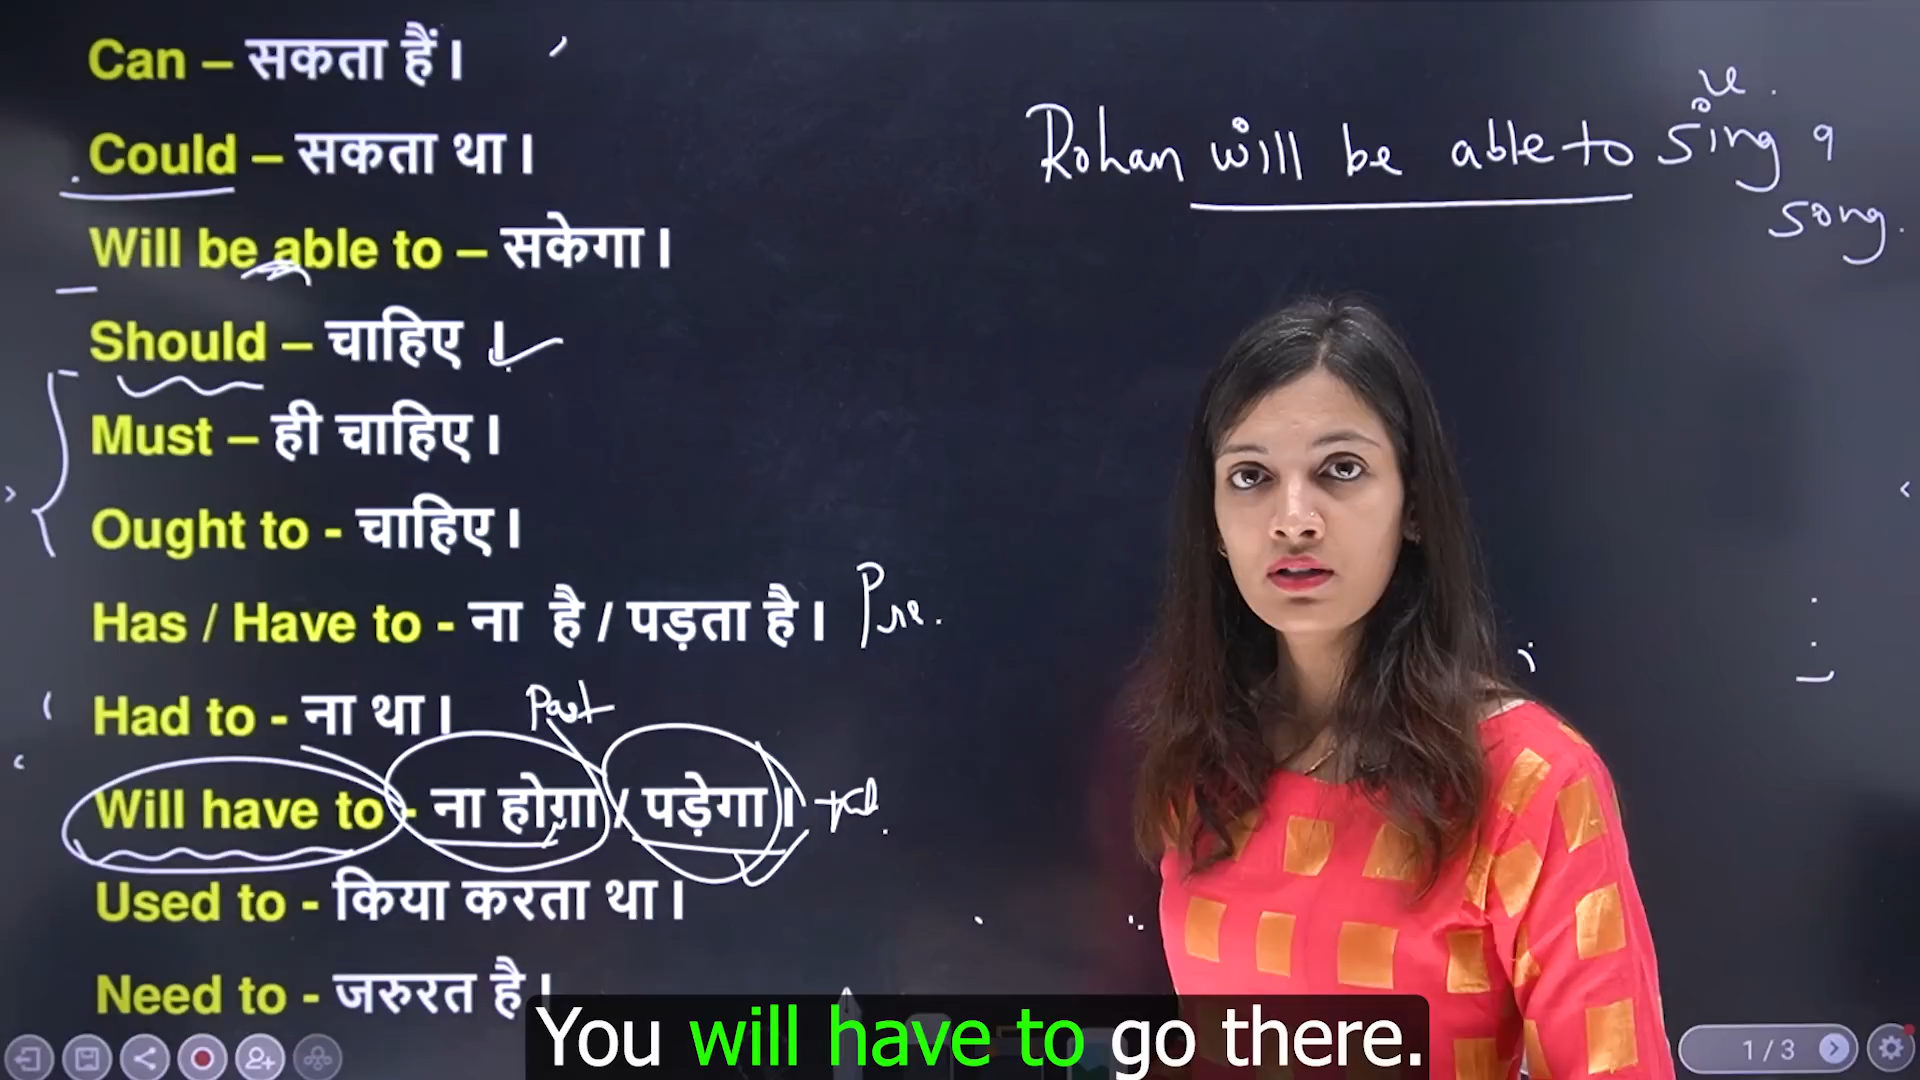 Can – सकता हैं।
Could – सकता था।
Will be able to – सकेगा।
Should – चाहिए ।
Must – ही चाहिए।
Ought to - चाहिए।
Has / Have to - ना है / पड़ता है। Pre.
Had to - ना था।
Past
Will have to - ना होगा / पड़ेगा।
Used to - किया करता था।
Need to - जरुरत है।
Rohan will be able to sing a
song.
You will have to go there.
1 / 3